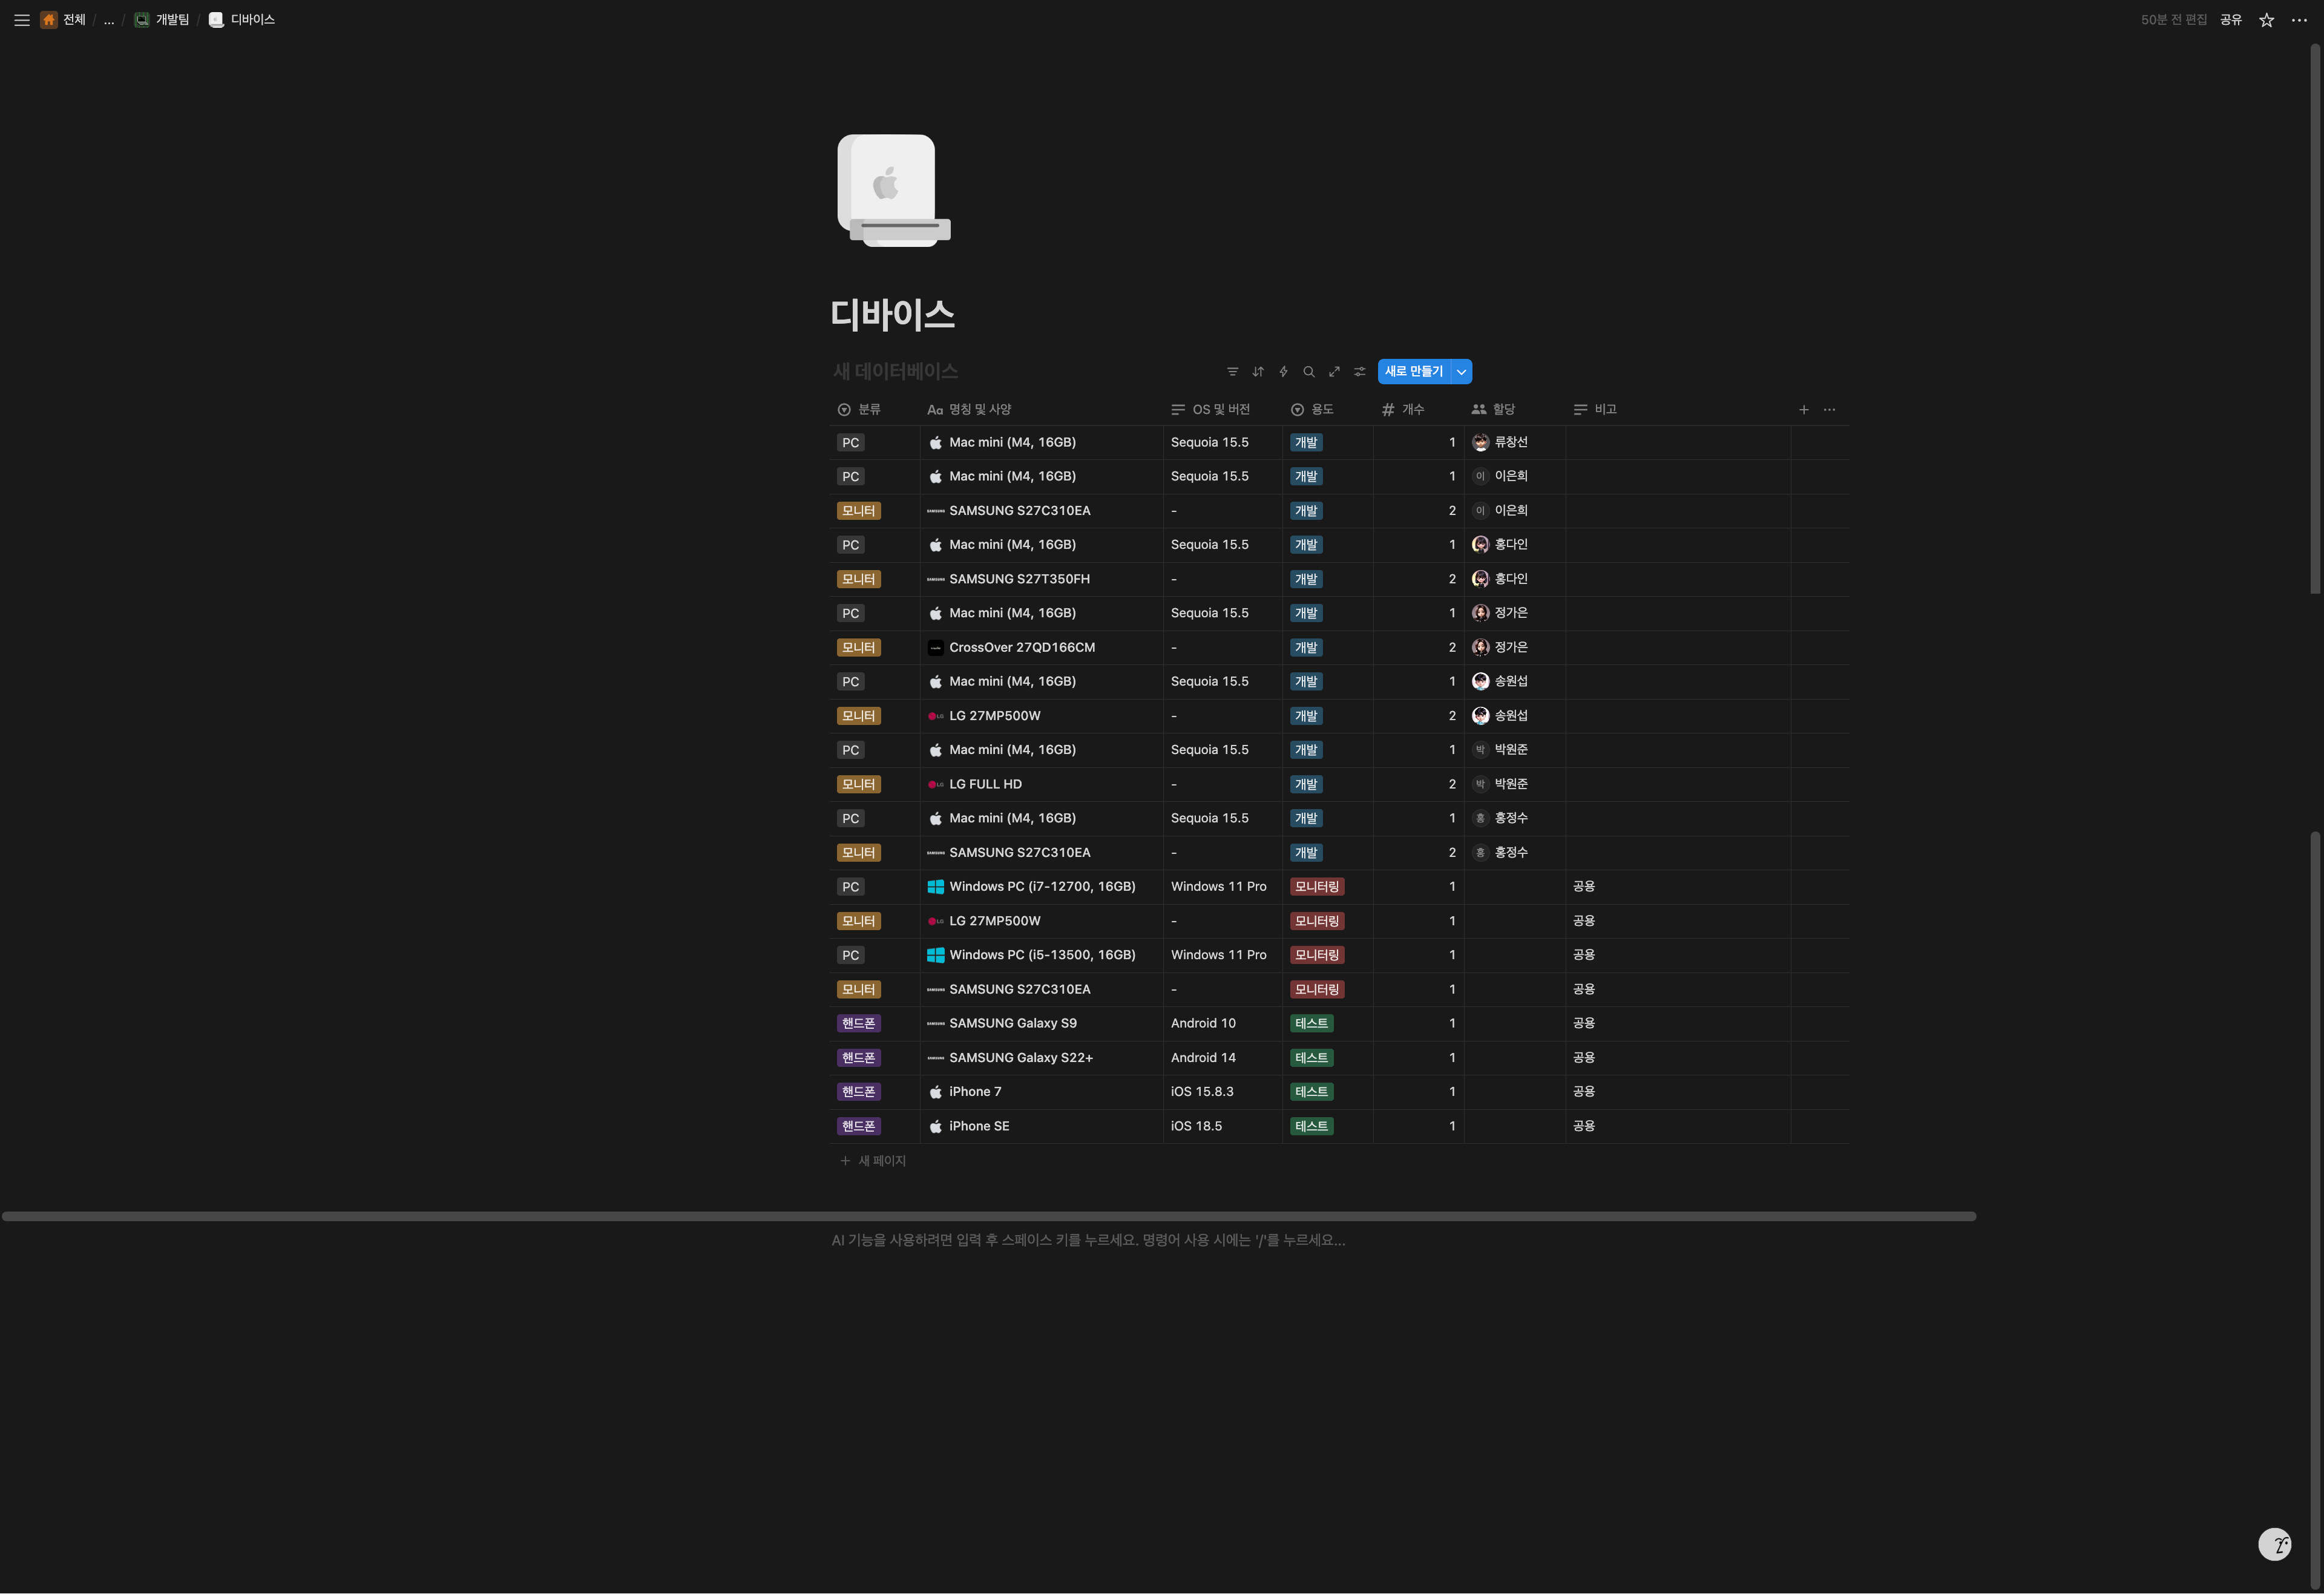 전체 / ... / 개발팀 / 디바이스
50분 전 편집 공유
디바이스
새 데이터베이스
새로 만들기
분류 Aa 명칭 및 사양 OS 및 버전 용도 # 개수 할당 비고
PC Mac mini (M4, 16GB) Sequoia 15.5 개발 1 류창선
PC Mac mini (M4, 16GB) Sequoia 15.5 개발 1 이 이은희
모니터 SAMSUNG SAMSUNG S27C310EA - 개발 2 이 이은희
PC Mac mini (M4, 16GB) Sequoia 15.5 개발 1 홍다인
모니터 SAMSUNG SAMSUNG S27T350FH - 개발 2 홍다인
PC Mac mini (M4, 16GB) Sequoia 15.5 개발 1 정가은
모니터 CrossOver 27QD166CM - 개발 2 정가은
PC Mac mini (M4, 16GB) Sequoia 15.5 개발 1 송원섭
모니터 LG LG 27MP500W - 개발 2 송원섭
PC Mac mini (M4, 16GB) Sequoia 15.5 개발 1 박 박원준
모니터 LG LG FULL HD - 개발 2 박 박원준
PC Mac mini (M4, 16GB) Sequoia 15.5 개발 1 홍 홍정수
모니터 SAMSUNG SAMSUNG S27C310EA - 개발 2 홍 홍정수
PC Windows PC (i7-12700, 16GB) Windows 11 Pro 모니터링 1 공용
모니터 LG LG 27MP500W - 모니터링 1 공용
PC Windows PC (i5-13500, 16GB) Windows 11 Pro 모니터링 1 공용
모니터 SAMSUNG SAMSUNG S27C310EA - 모니터링 1 공용
핸드폰 SAMSUNG SAMSUNG Galaxy S9 Android 10 테스트 1 공용
핸드폰 SAMSUNG SAMSUNG Galaxy S22+ Android 14 테스트 1 공용
핸드폰 iPhone 7 iOS 15.8.3 테스트 1 공용
핸드폰 iPhone SE iOS 18.5 테스트 1 공용
+ 새 페이지
AI 기능을 사용하려면 입력 후 스페이스 키를 누르세요. 명령어 사용 시에는 '/'를 누르세요...